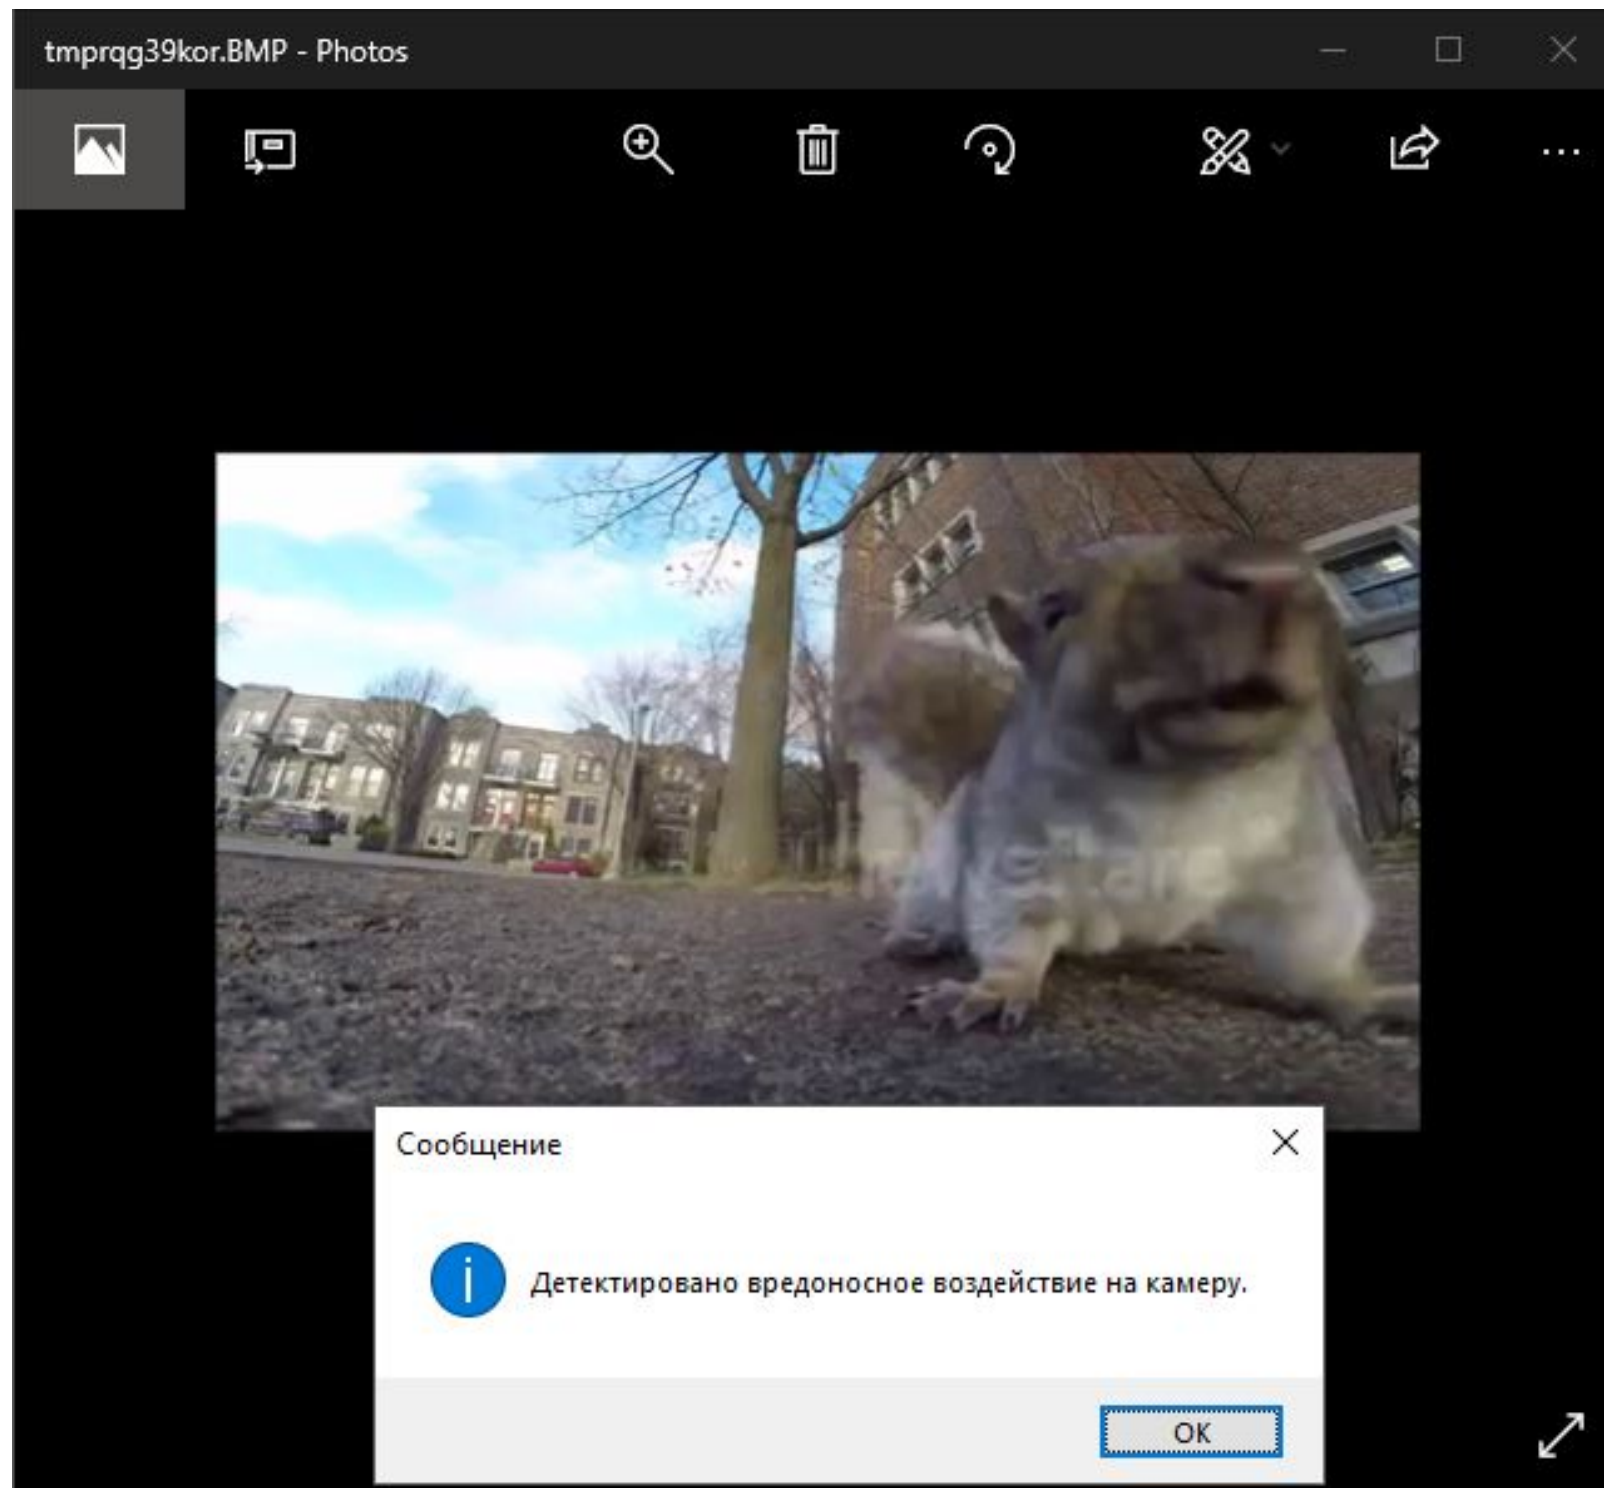 tmprqg39kor.BMP - Photos
Сообщение
Детектировано вредоносное воздействие на камеру.
OK